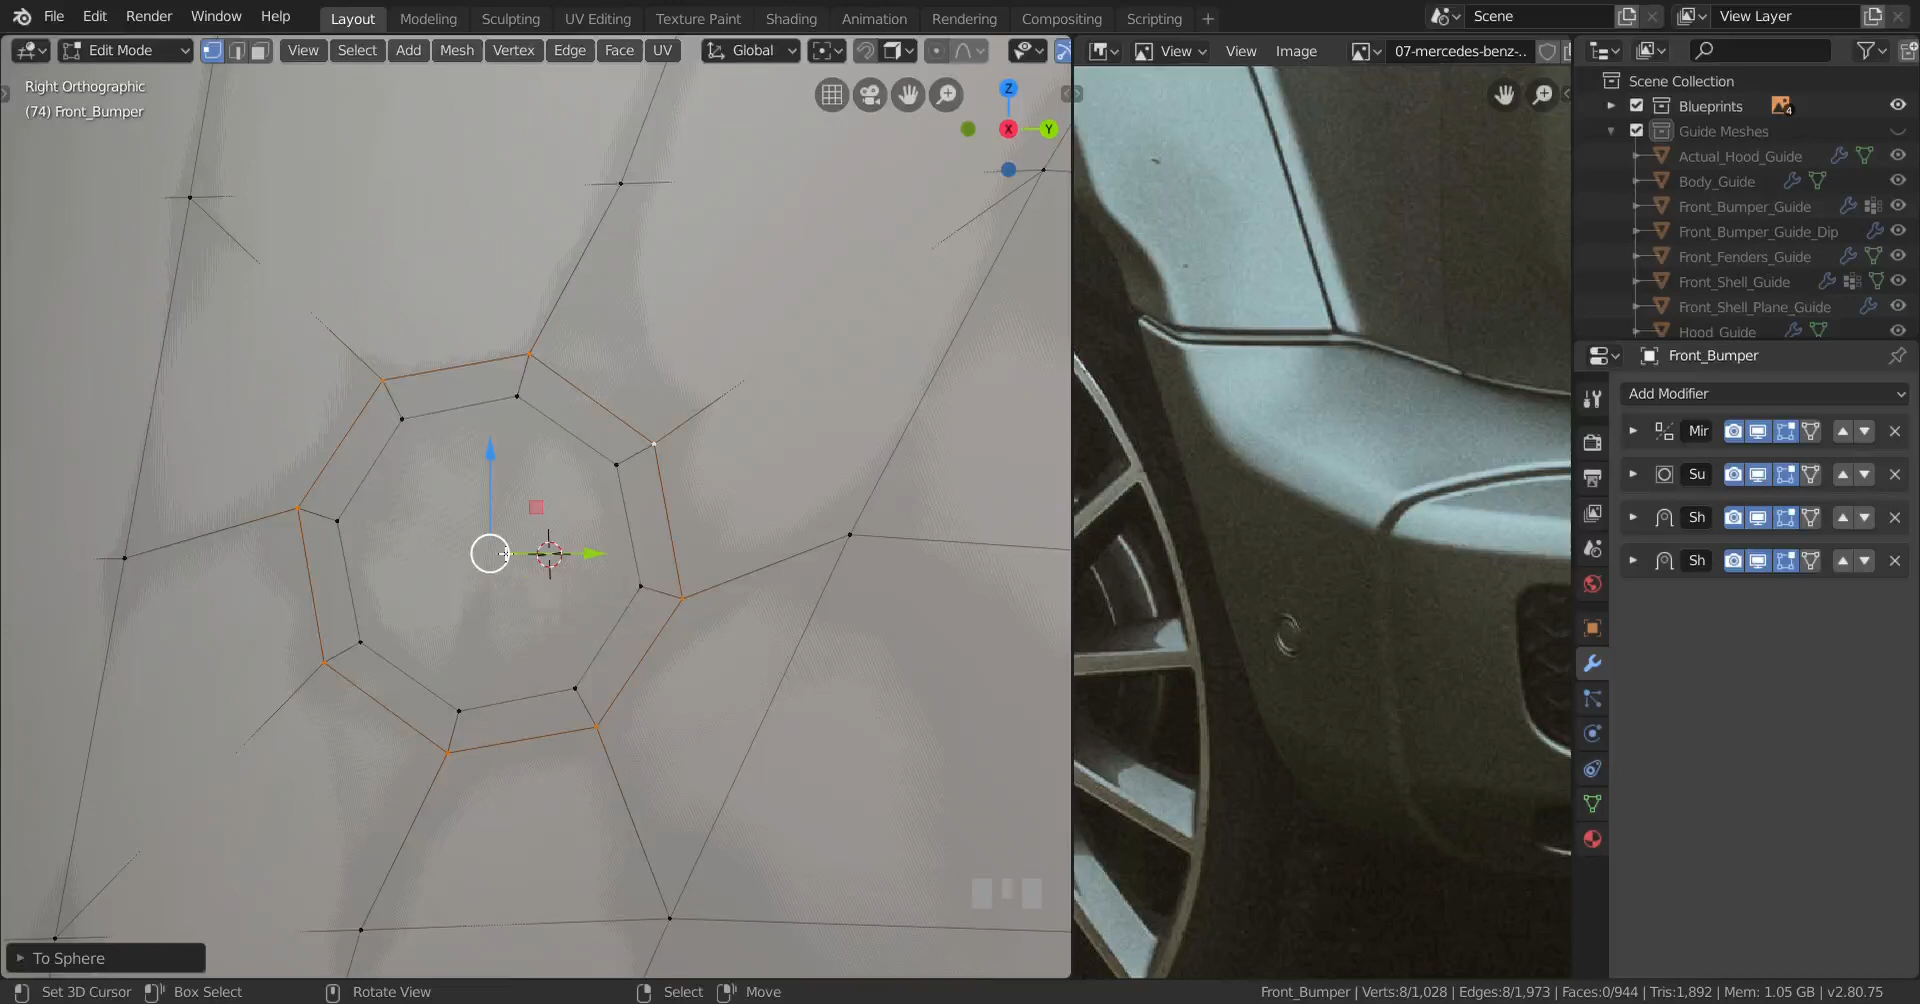 File Edit Render Window Help Layout Modeling Sculpting UV Editing Texture Paint Shading Animation Rendering Compositing Scripting + Scene View Layer
Edit Mode View Select Add Mesh Vertex Edge Face UV Global View View Image 07-mercedes-benz-..
Right Orthographic
(74) Front_Bumper
Z
X
Y
Scene Collection
Blueprints 4
Guide Meshes
Actual_Hood_Guide
Body_Guide
Front_Bumper_Guide
Front_Bumper_Guide_Dip
Front_Fenders_Guide
Front_Shell_Guide
Front_Shell_Plane_Guide
Hood_Guide
Front_Bumper
Add Modifier
Mir
Su
Sh
Sh
To Sphere
Set 3D Cursor Box Select Rotate View Select Move Front_Bumper | Verts:8/1,028 | Edges:8/1,973 | Faces:0/944 | Tris:1,892 | Mem: 1.05 GB | v2.80.75